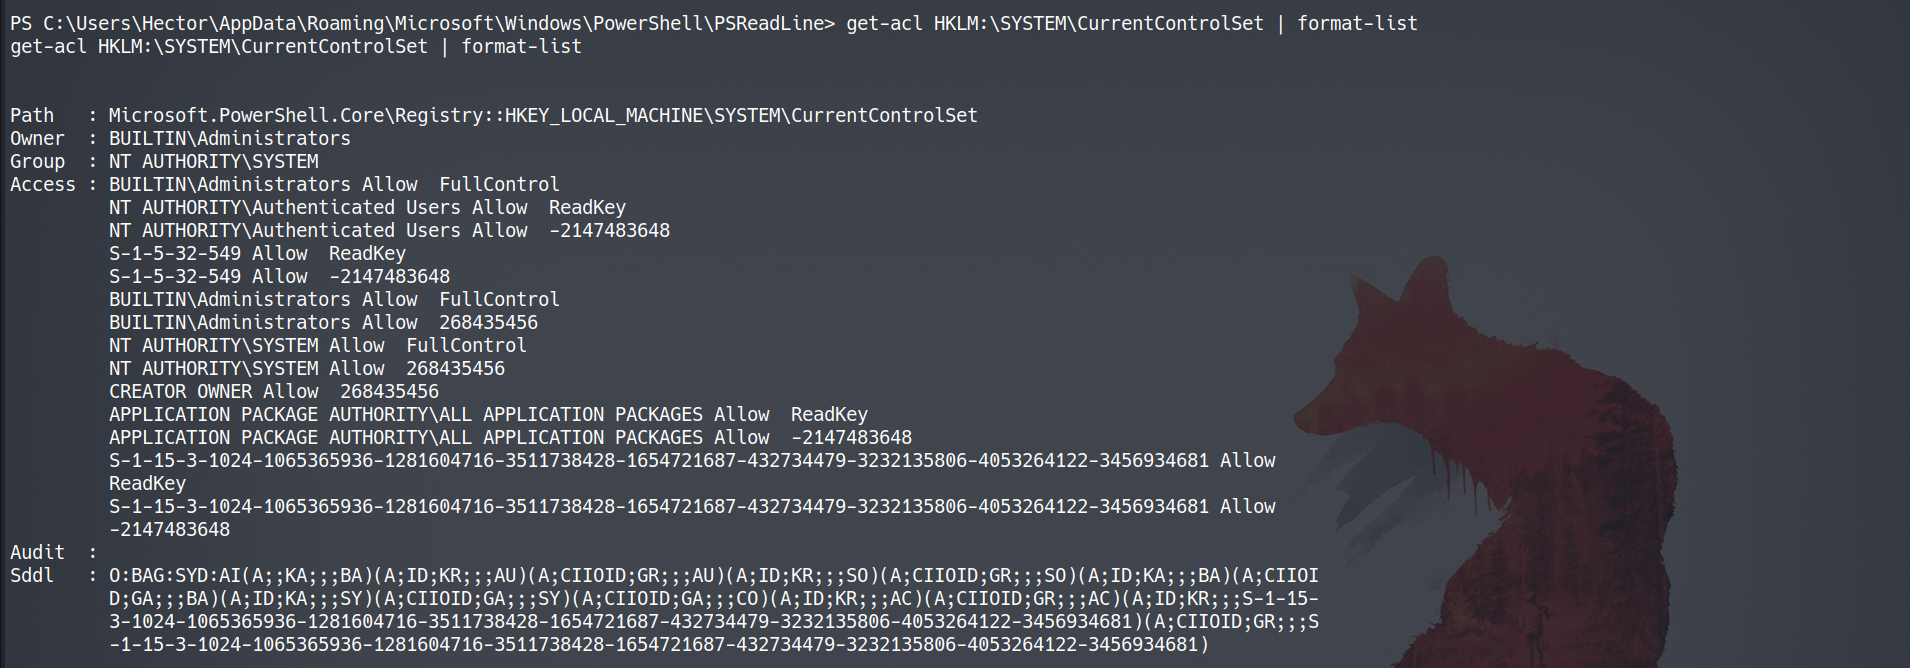 PS C:\Users\Hector\AppData\Roaming\Microsoft\Windows\PowerShell\PSReadLine> get-acl HKLM:\SYSTEM\CurrentControlSet | format-list
get-acl HKLM:\SYSTEM\CurrentControlSet | format-list
Path   : Microsoft.PowerShell.Core\Registry::HKEY_LOCAL_MACHINE\SYSTEM\CurrentControlSet
Owner  : BUILTIN\Administrators
Group  : NT AUTHORITY\SYSTEM
Access : BUILTIN\Administrators Allow  FullControl
         NT AUTHORITY\Authenticated Users Allow  ReadKey
         NT AUTHORITY\Authenticated Users Allow  -2147483648
         S-1-5-32-549 Allow  ReadKey
         S-1-5-32-549 Allow  -2147483648
         BUILTIN\Administrators Allow  FullControl
         BUILTIN\Administrators Allow  268435456
         NT AUTHORITY\SYSTEM Allow  FullControl
         NT AUTHORITY\SYSTEM Allow  268435456
         CREATOR OWNER Allow  268435456
         APPLICATION PACKAGE AUTHORITY\ALL APPLICATION PACKAGES Allow  ReadKey
         APPLICATION PACKAGE AUTHORITY\ALL APPLICATION PACKAGES Allow  -2147483648
         S-1-15-3-1024-1065365936-1281604716-3511738428-1654721687-432734479-3232135806-4053264122-3456934681 Allow
         ReadKey
         S-1-15-3-1024-1065365936-1281604716-3511738428-1654721687-432734479-3232135806-4053264122-3456934681 Allow
         -2147483648
Audit  :
Sddl   : O:BAG:SYD:AI(A;;KA;;;BA)(A;ID;KR;;;AU)(A;CIIOID;GR;;;AU)(A;ID;KR;;;SO)(A;CIIOID;GR;;;SO)(A;ID;KA;;;BA)(A;CIIOI
         D;GA;;;BA)(A;ID;KA;;;SY)(A;CIIOID;GA;;;SY)(A;CIIOID;GA;;;CO)(A;ID;KR;;;AC)(A;CIIOID;GR;;;AC)(A;ID;KR;;;S-1-15-
         3-1024-1065365936-1281604716-3511738428-1654721687-432734479-3232135806-4053264122-3456934681)(A;CIIOID;GR;;;S
         -1-15-3-1024-1065365936-1281604716-3511738428-1654721687-432734479-3232135806-4053264122-3456934681)